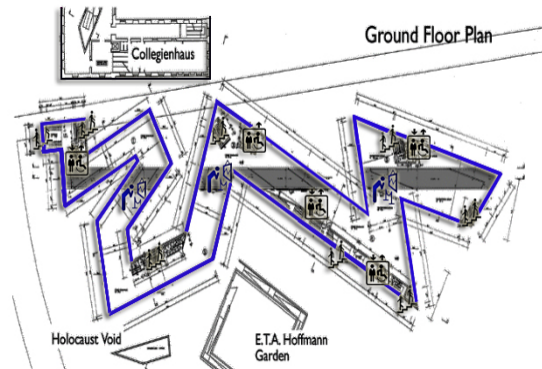 Ground Floor Plan
Collegienhaus
Holocaust Void
E.T.A. Hoffmann
Garden